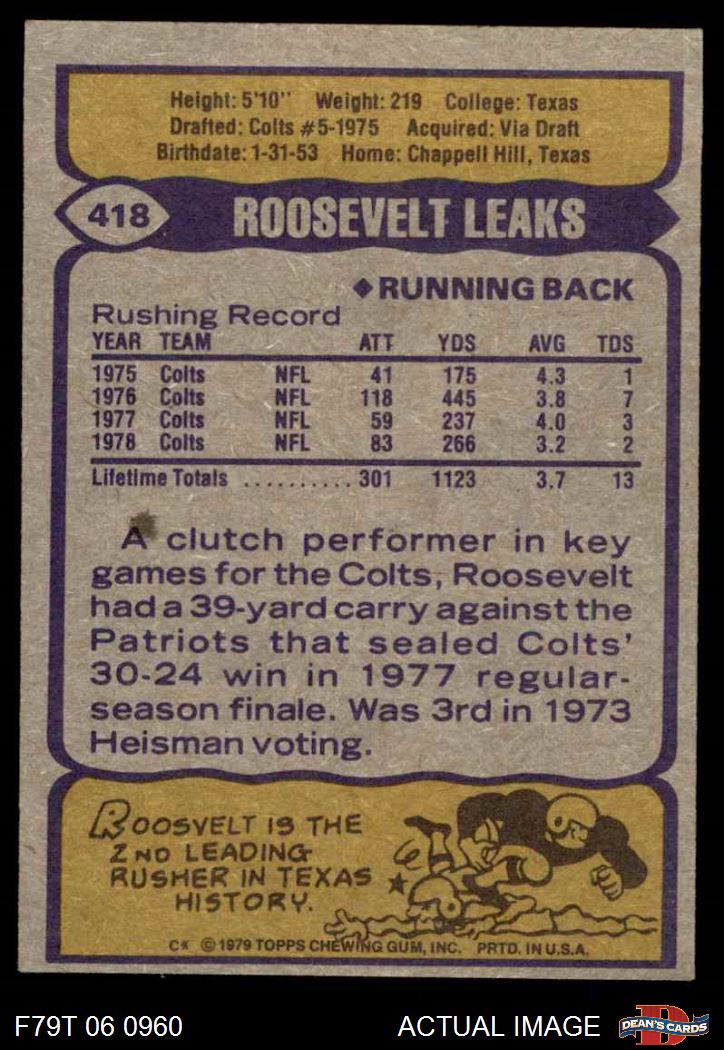 Height: 5'10" Weight: 219 College: Texas
Drafted: Colts #5-1975 Acquired: Via Draft
Birthdate: 1-31-53 Home: Chappell Hill, Texas
418 ROOSEVELT LEAKS
◆RUNNING BACK
Rushing Record
YEAR TEAM ATT YDS AVG TDS
1975 Colts NFL 41 175 4.3 1
1976 Colts NFL 118 445 3.8 7
1977 Colts NFL 59 237 4.0 3
1978 Colts NFL 83 266 3.2 2
Lifetime Totals .......... 301 1123 3.7 13
A clutch performer in key
games for the Colts, Roosevelt
had a 39-yard carry against the
Patriots that sealed Colts'
30-24 win in 1977 regular-
season finale. Was 3rd in 1973
Heisman voting.
ROOSVELT IS THE
2ND LEADING
RUSHER IN TEXAS
HISTORY.
C* © 1979 TOPPS CHEWING GUM, INC. PRTD. IN U.S.A.
F79T 06 0960 ACTUAL IMAGE D DEAN'S CARDS